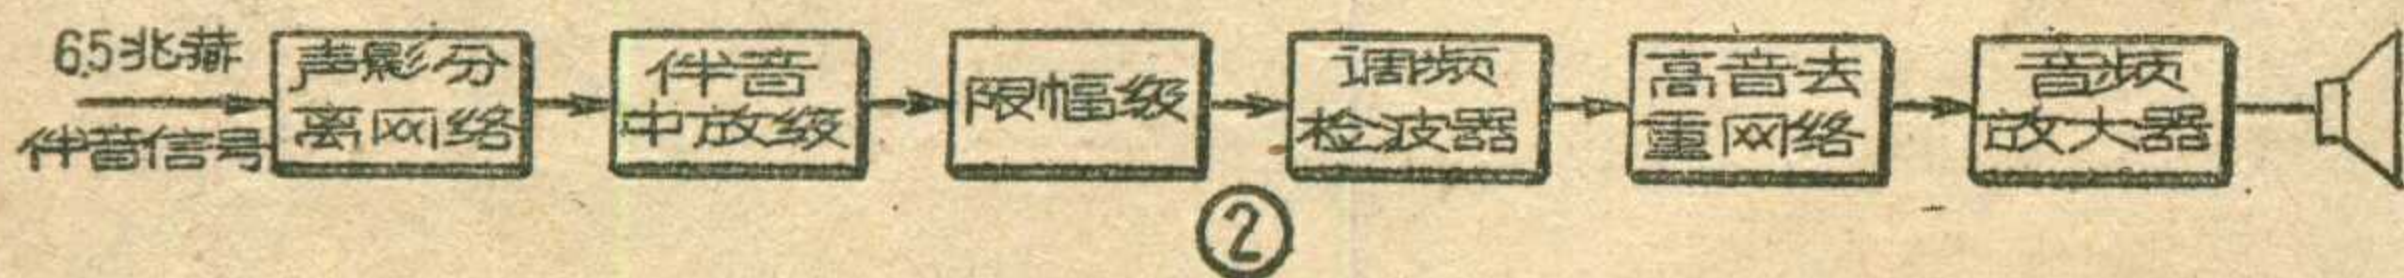 6.5兆赫
伴音信号
声影分
离网络
伴音
中放级
限幅级
调频
检波器
高音去
重网络
音频
放大器
②